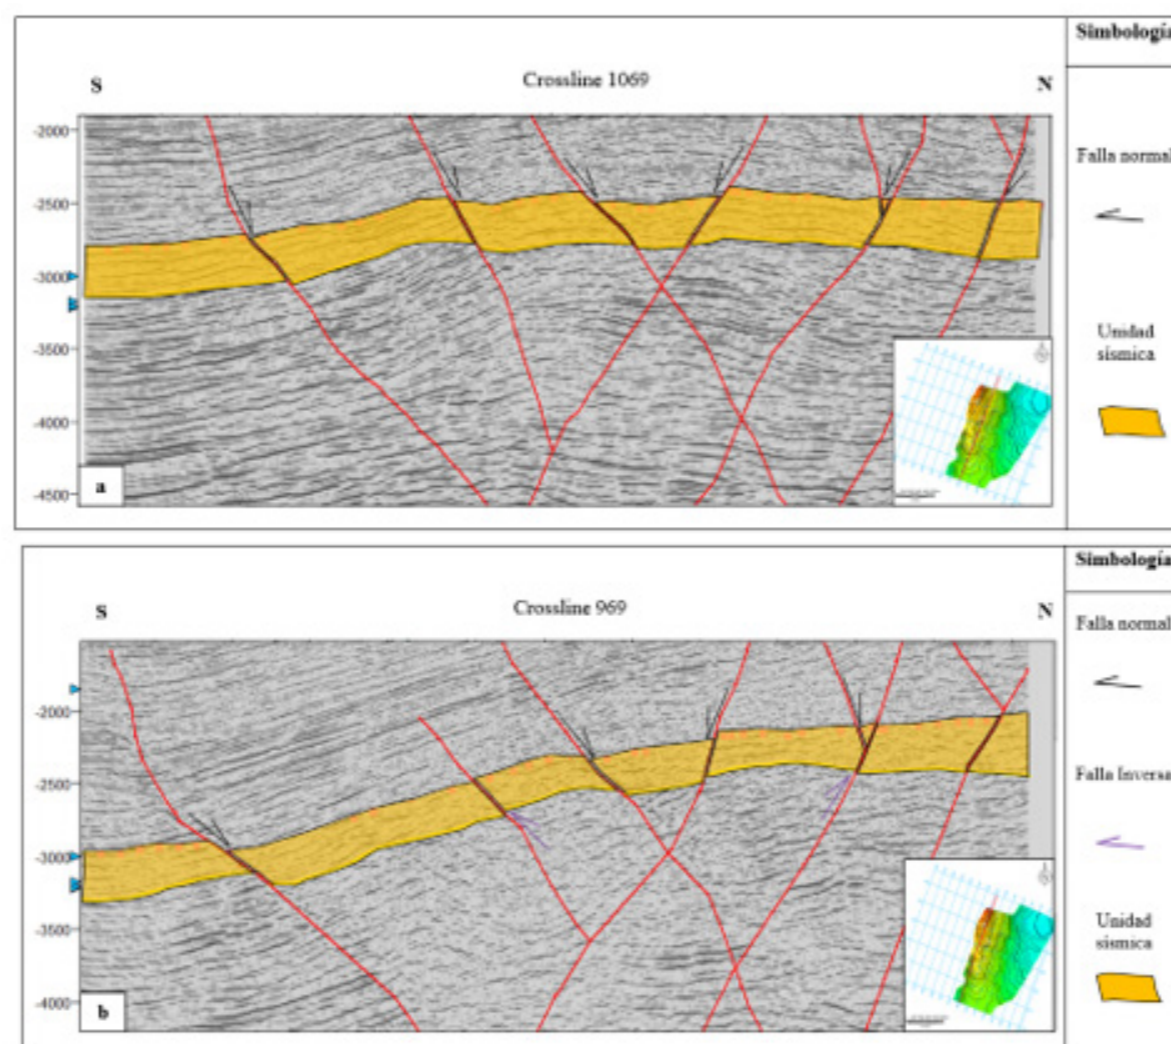 Simbología
S
Crossline 1069
N
-2000
-2500
-3000
-3500
-4000
-4500
a
Falla normal
Unidad
sísmica
Simbología
S
Crossline 969
N
-2000
-2500
-3000
-3500
-4000
b
Falla normal
Falla Inversa
Unidad
sísmica